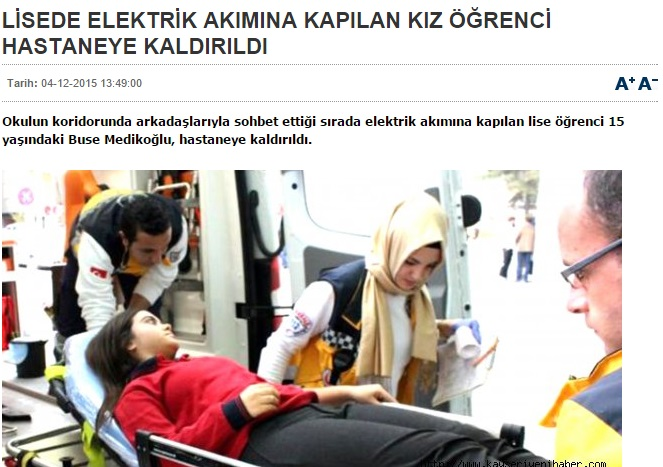 LİSEDE ELEKTRİK AKIMINA KAPILAN KIZ ÖĞRENCİ
HASTANEYE KALDIRILDI
Tarih: 04-12-2015 13:49:00
A+ A−
Okulun koridorunda arkadaşlarıyla sohbet ettiği sırada elektrik akımına kapılan lise öğrenci 15
yaşındaki Buse Medikoğlu, hastaneye kaldırıldı.
http://www.kayseriyenihaber.com